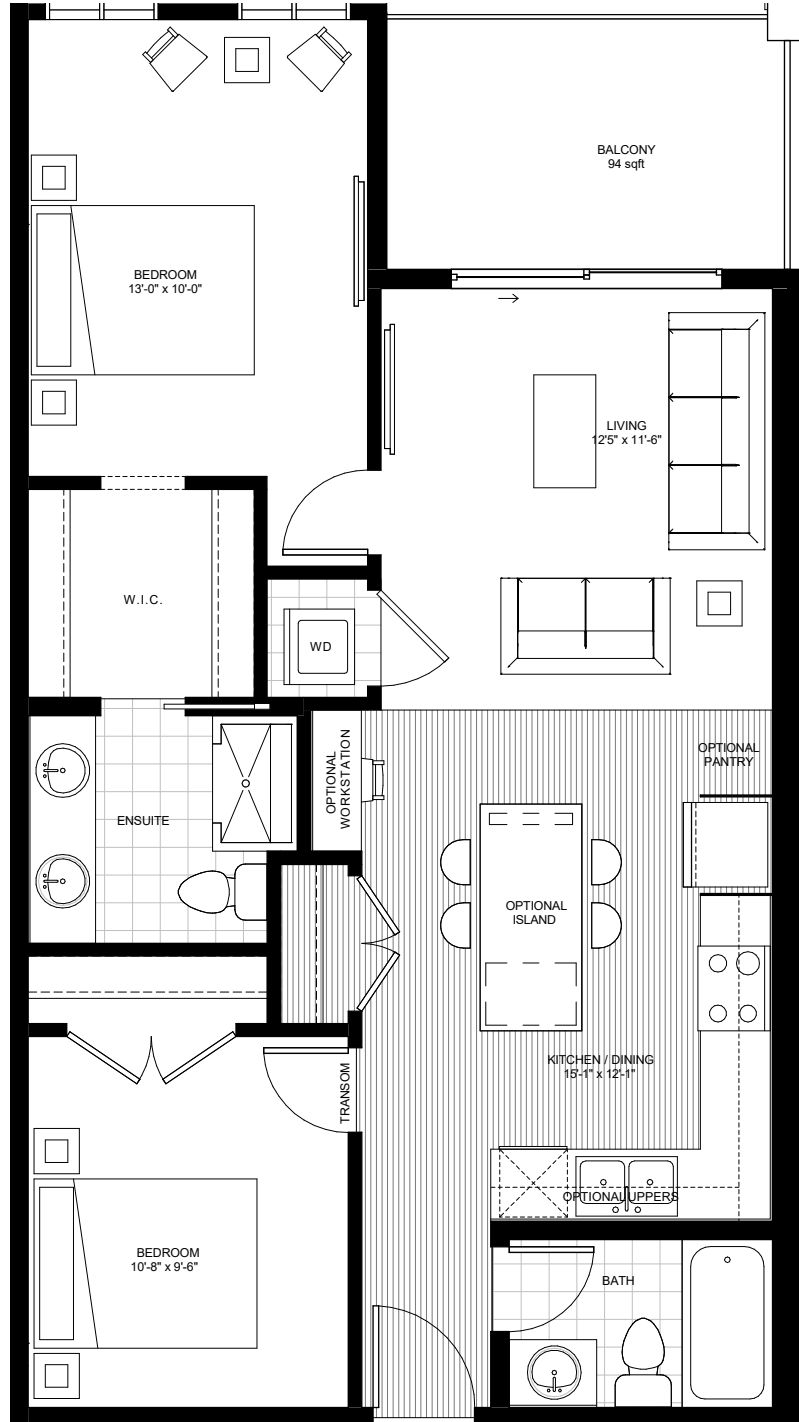 BALCONY
94 sqft
BEDROOM
13'-0" x 10'-0"
LIVING
12'5" x 11'-6"
W.I.C.
WD
OPTIONAL
WORKSTATION
OPTIONAL
PANTRY
ENSUITE
OPTIONAL
ISLAND
KITCHEN / DINING
15'-1" x 12'-1"
TRANSOM
OPTIONAL UPPERS
BEDROOM
10'-8" x 9'-6"
BATH